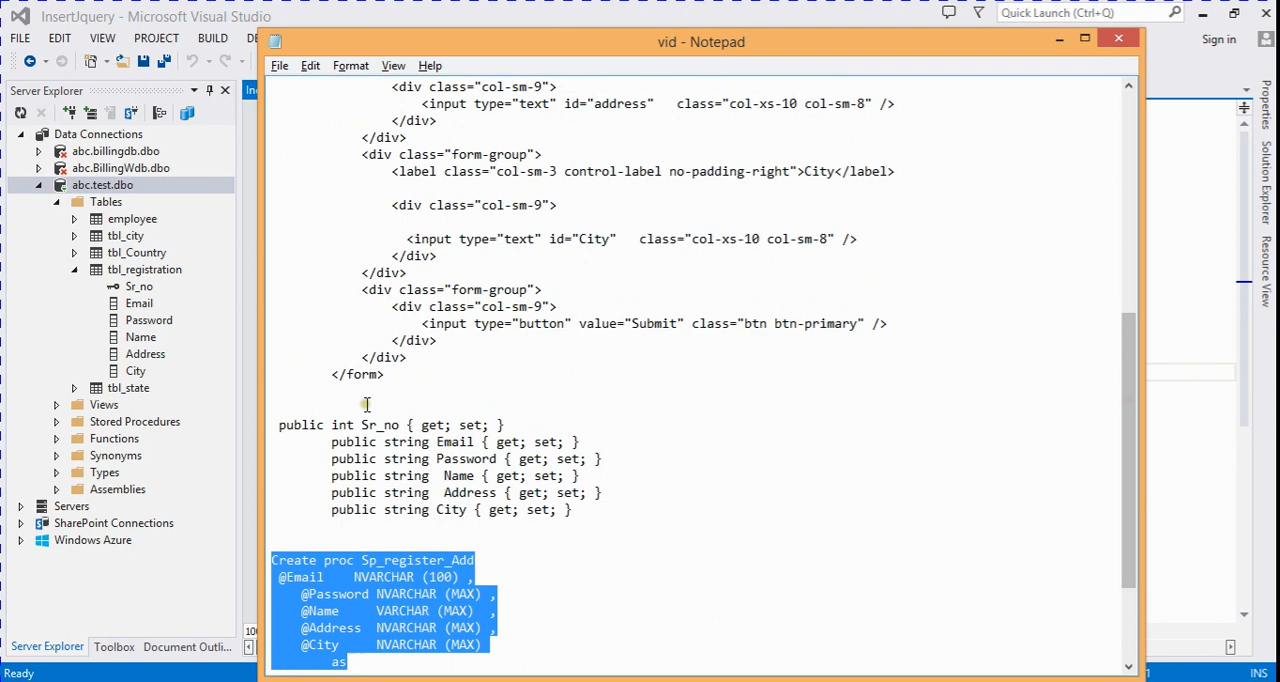 InsertJquery - Microsoft Visual Studio
Quick Launch (Ctrl+Q)
FILE EDIT VIEW PROJECT BUILD
Sign in
vid - Notepad
File Edit Format View Help
Server Explorer
Data Connections
abc.billingdb.dbo
abc.BillingWdb.dbo
abc.test.dbo
Tables
employee
tbl_city
tbl_Country
tbl_registration
Sr_no
Email
Password
Name
Address
City
tbl_state
Views
Stored Procedures
Functions
Synonyms
Types
Assemblies
Servers
SharePoint Connections
Windows Azure
Server Explorer Toolbox Document Outli...
<div class="col-sm-9">
<input type="text" id="address" class="col-xs-10 col-sm-8" />
</div>
</div>
<div class="form-group">
<label class="col-sm-3 control-label no-padding-right">City</label>
<div class="col-sm-9">
<input type="text" id="City" class="col-xs-10 col-sm-8" />
</div>
</div>
<div class="form-group">
<div class="col-sm-9">
<input type="button" value="Submit" class="btn btn-primary" />
</div>
</div>
</form>
public int Sr_no { get; set; }
public string Email { get; set; }
public string Password { get; set; }
public string Name { get; set; }
public string Address { get; set; }
public string City { get; set; }
Create proc Sp_register_Add
@Email NVARCHAR (100) ,
@Password NVARCHAR (MAX) ,
@Name VARCHAR (MAX) ,
@Address NVARCHAR (MAX) ,
@City NVARCHAR (MAX)
as
Properties
Solution Explorer
Resource View
Ready
INS